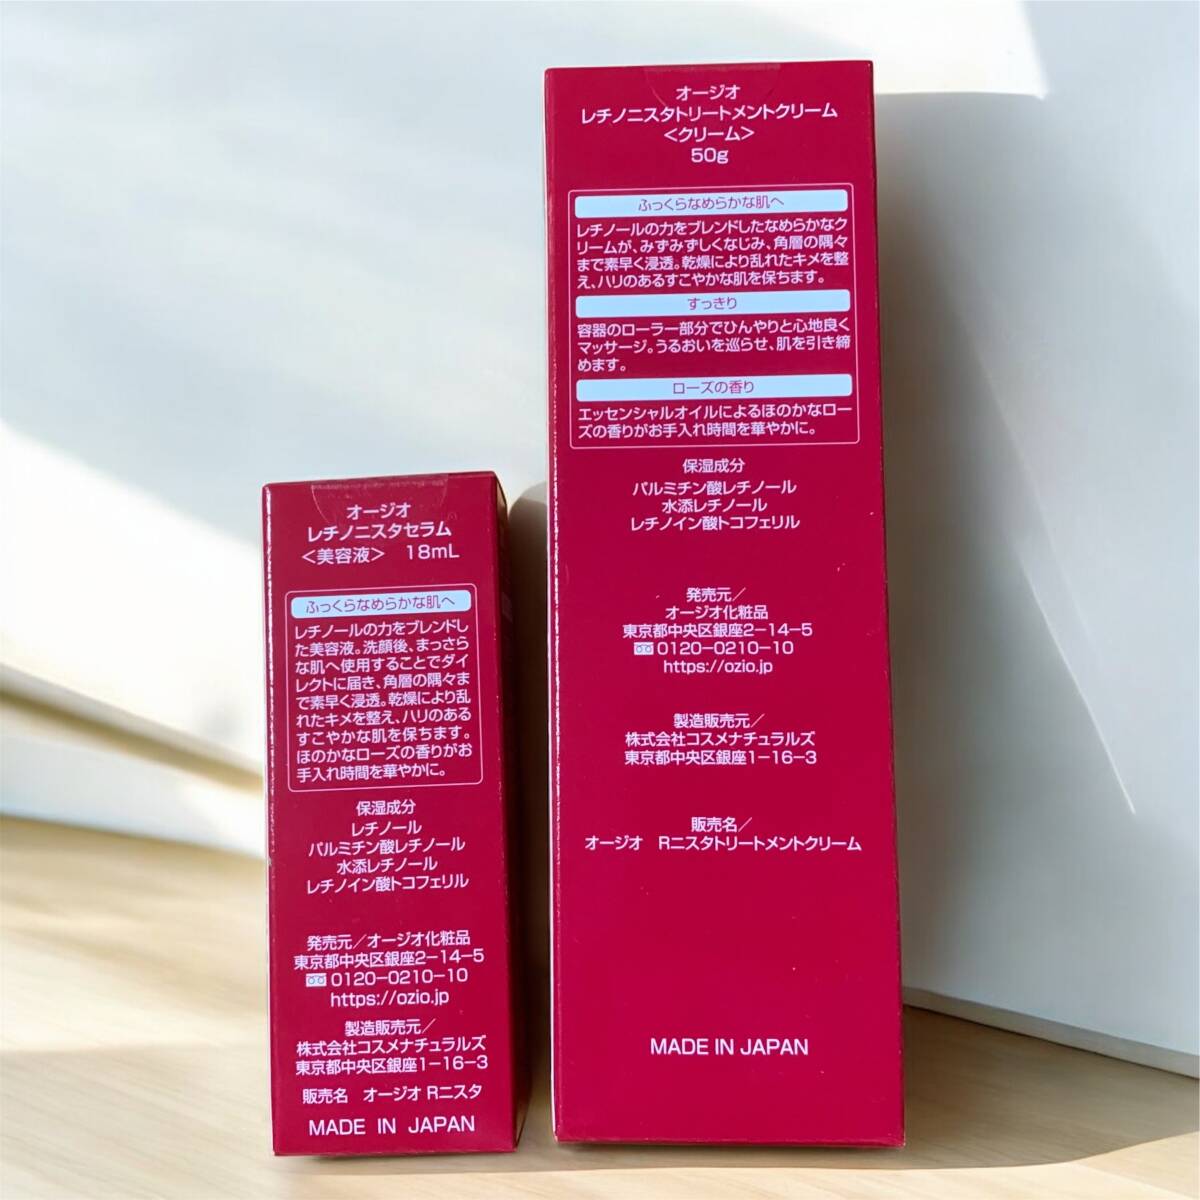 オージオ
レチノニスタセラム
＜美容液＞　18mL
ふっくらなめらかな肌へ
レチノールの力をブレンドし
た美容液。洗顔後、まっさら
な肌へ使用することでダイ
レクトに届き、角層の隅々ま
で素早く浸透。乾燥により乱
れたキメを整え、ハリのある
すこやかな肌を保ちます。
ほのかなローズの香りがお
手入れ時間を華やかに。
保湿成分
レチノール
パルミチン酸レチノール
水添レチノール
レチノイン酸トコフェリル
発売元／オージオ化粧品
東京都中央区銀座2－14－5
0120－0210－10
https://ozio.jp
製造販売元／
株式会社コスメナチュラルズ
東京都中央区銀座1－16－3
販売名　オージオ Rニスタ
MADE IN JAPAN
オージオ
レチノニスタトリートメントクリーム
＜クリーム＞
50g
ふっくらなめらかな肌へ
レチノールの力をブレンドしたなめらかなク
リームが、みずみずしくなじみ、角層の隅々
まで素早く浸透。乾燥により乱れたキメを整
え、ハリのあるすこやかな肌を保ちます。
すっきり
容器のローラー部分でひんやりと心地良く
マッサージ。うるおいを巡らせ、肌を引き締
めます。
ローズの香り
エッセンシャルオイルによるほのかなロー
ズの香りがお手入れ時間を華やかに。
保湿成分
パルミチン酸レチノール
水添レチノール
レチノイン酸トコフェリル
発売元／
オージオ化粧品
東京都中央区銀座2－14－5
0120－0210－10
https://ozio.jp
製造販売元／
株式会社コスメナチュラルズ
東京都中央区銀座1－16－3
販売名／
オージオ　Rニスタトリートメントクリーム
MADE IN JAPAN